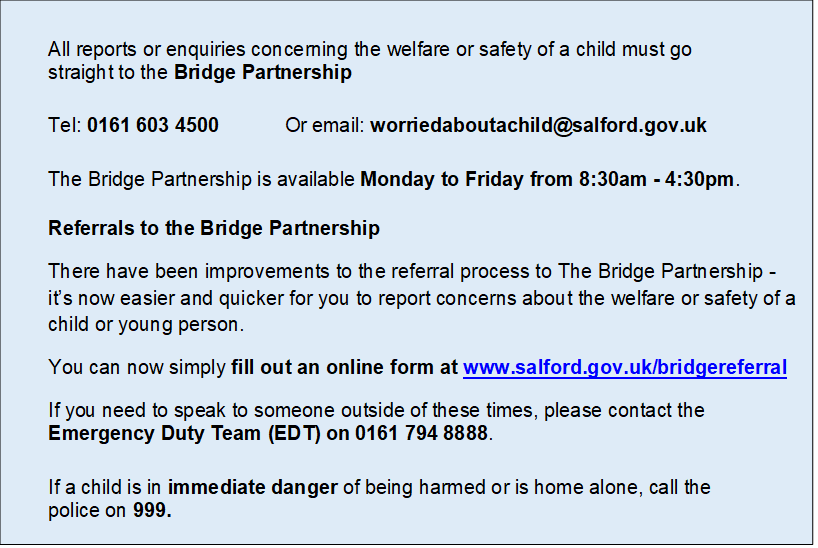 All reports or enquiries concerning the welfare or safety of a child must go
straight to the Bridge Partnership
Tel: 0161 603 4500 Or email: worriedaboutachild@salford.gov.uk
The Bridge Partnership is available Monday to Friday from 8:30am - 4:30pm.
Referrals to the Bridge Partnership
There have been improvements to the referral process to The Bridge Partnership -
it’s now easier and quicker for you to report concerns about the welfare or safety of a
child or young person.
You can now simply fill out an online form at www.salford.gov.uk/bridgereferral
If you need to speak to someone outside of these times, please contact the
Emergency Duty Team (EDT) on 0161 794 8888.
If a child is in immediate danger of being harmed or is home alone, call the
police on 999.